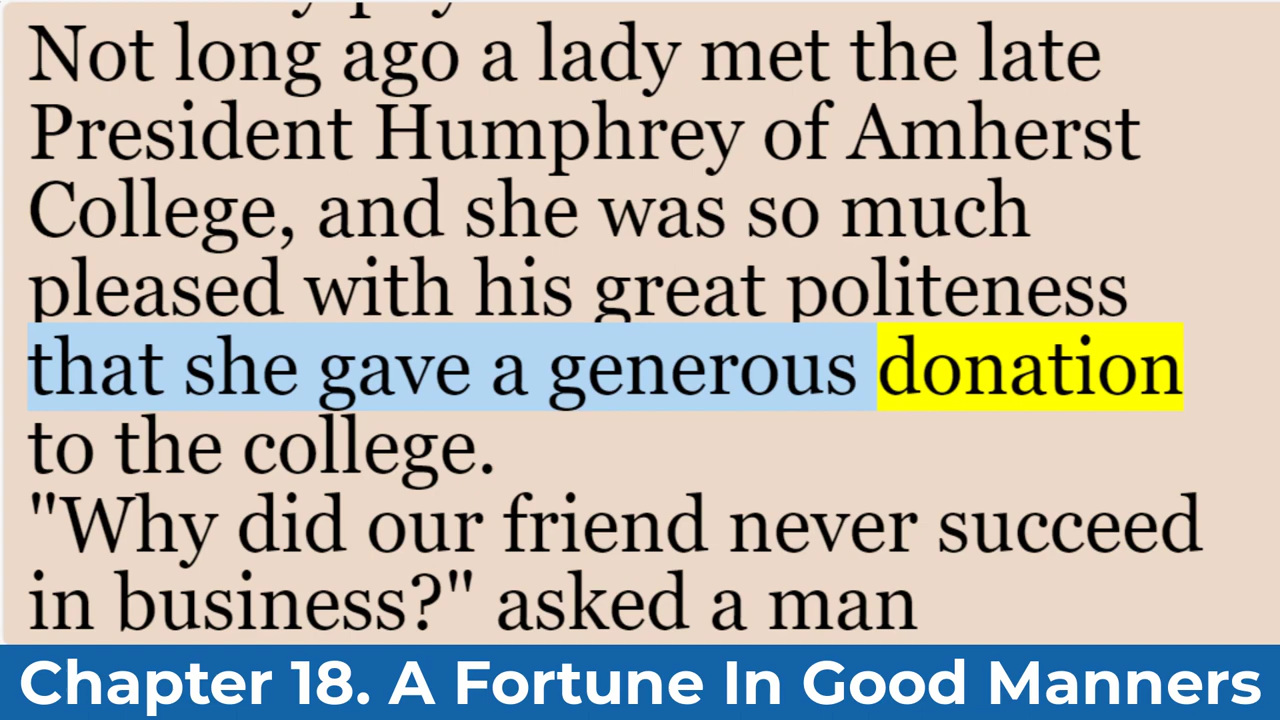 Not long ago a lady met the late
President Humphrey of Amherst
College, and she was so much
pleased with his great politeness
that she gave a generous donation
to the college.
"Why did our friend never succeed
in business?" asked a man
Chapter 18. A Fortune In Good Manners